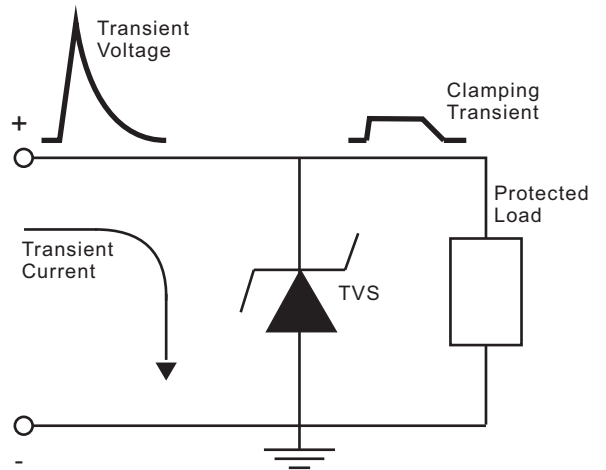 Transient
Voltage
Clamping
Transient
+
Protected
Load
Transient
Current
TVS
-